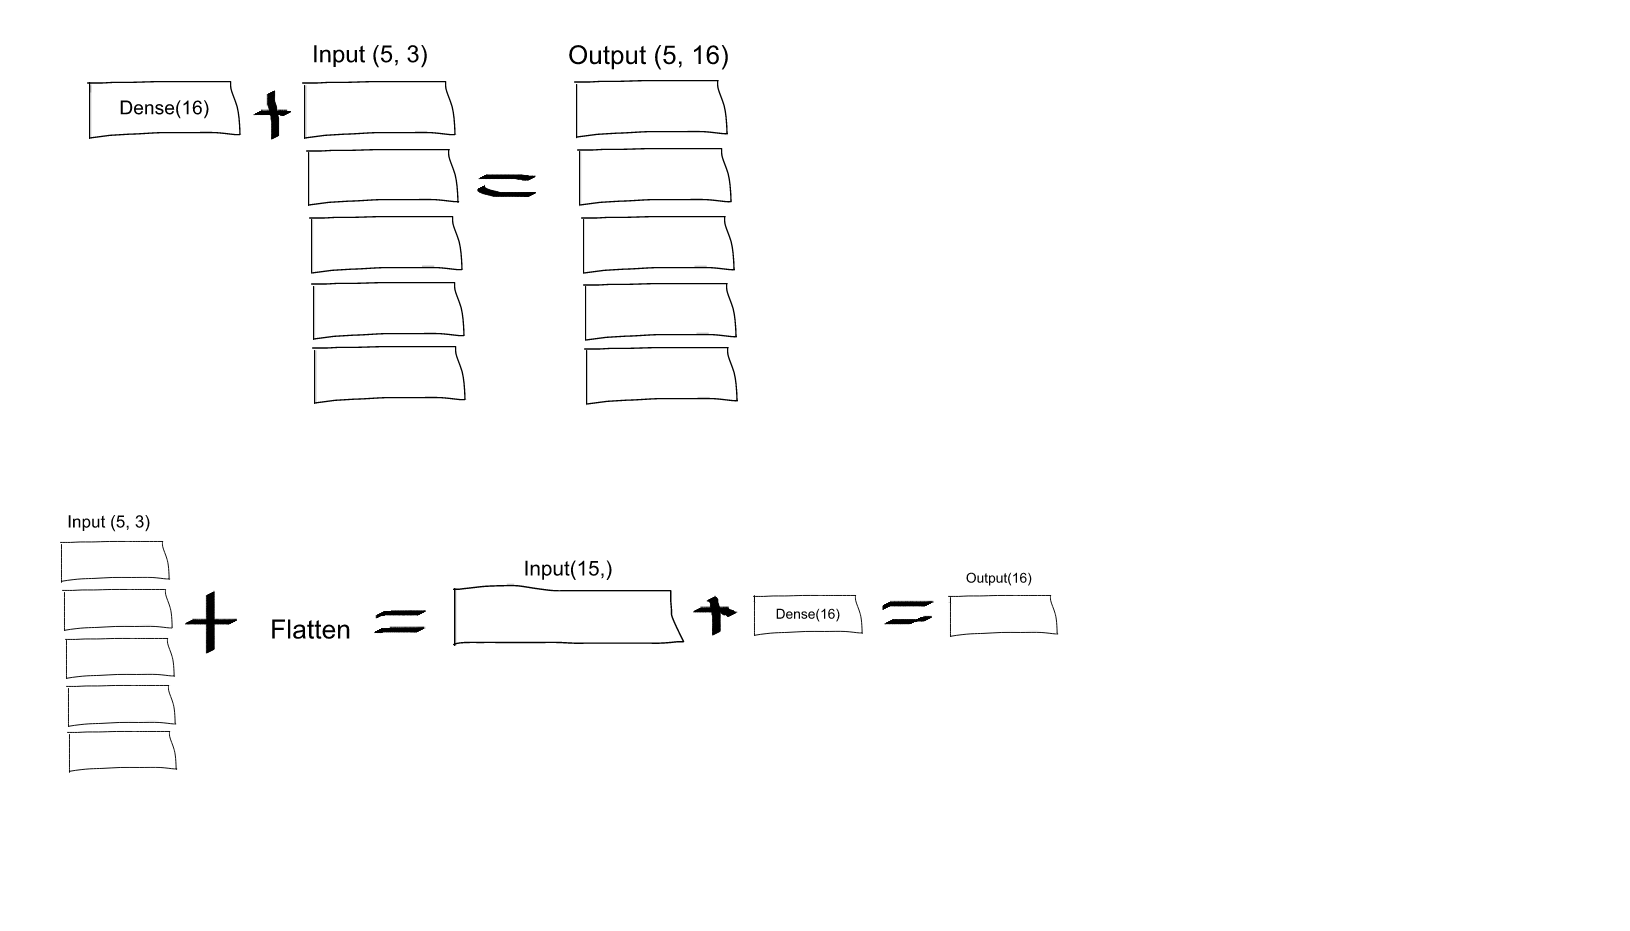 Input (5, 3)
Output (5, 16)
Dense(16)
Input (5, 3)
Input(15,)
Output(16)
Dense(16)
Flatten